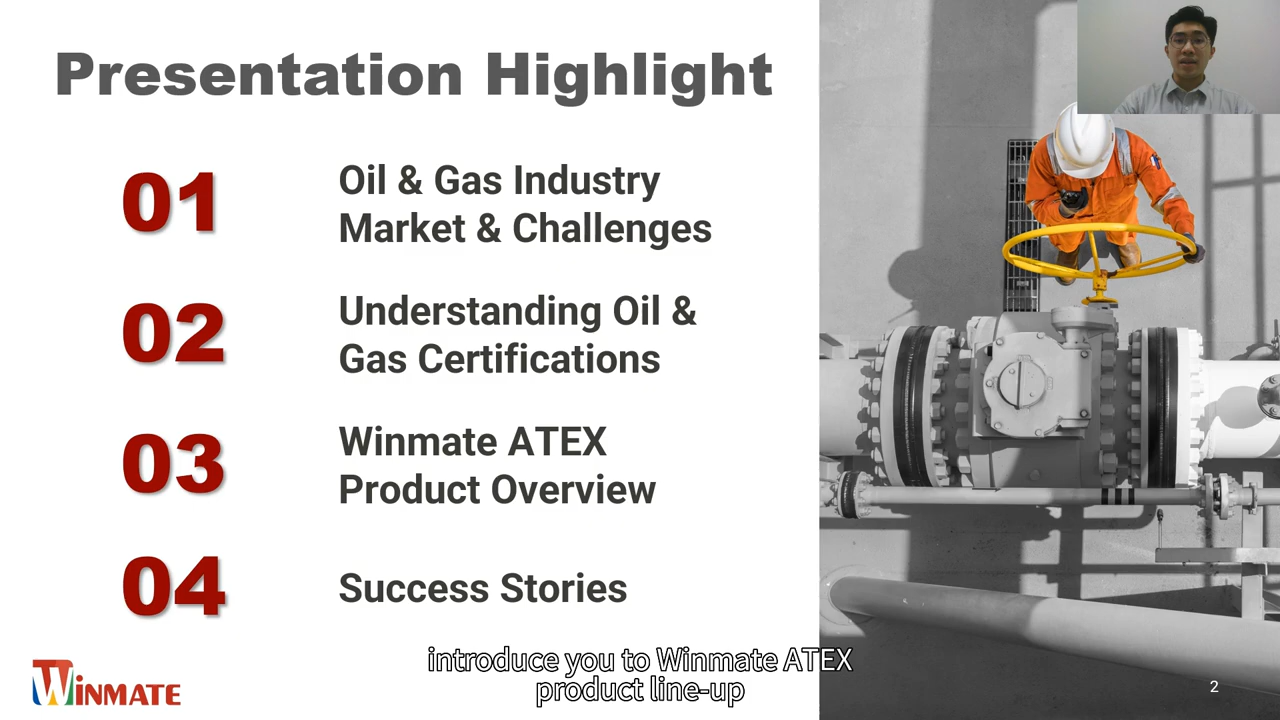 Presentation Highlight
01
Oil & Gas Industry
Market & Challenges
02
Understanding Oil &
Gas Certifications
03
Winmate ATEX
Product Overview
04
Success Stories
introduce you to Winmate ATEX
product line-up
WINMATE
2